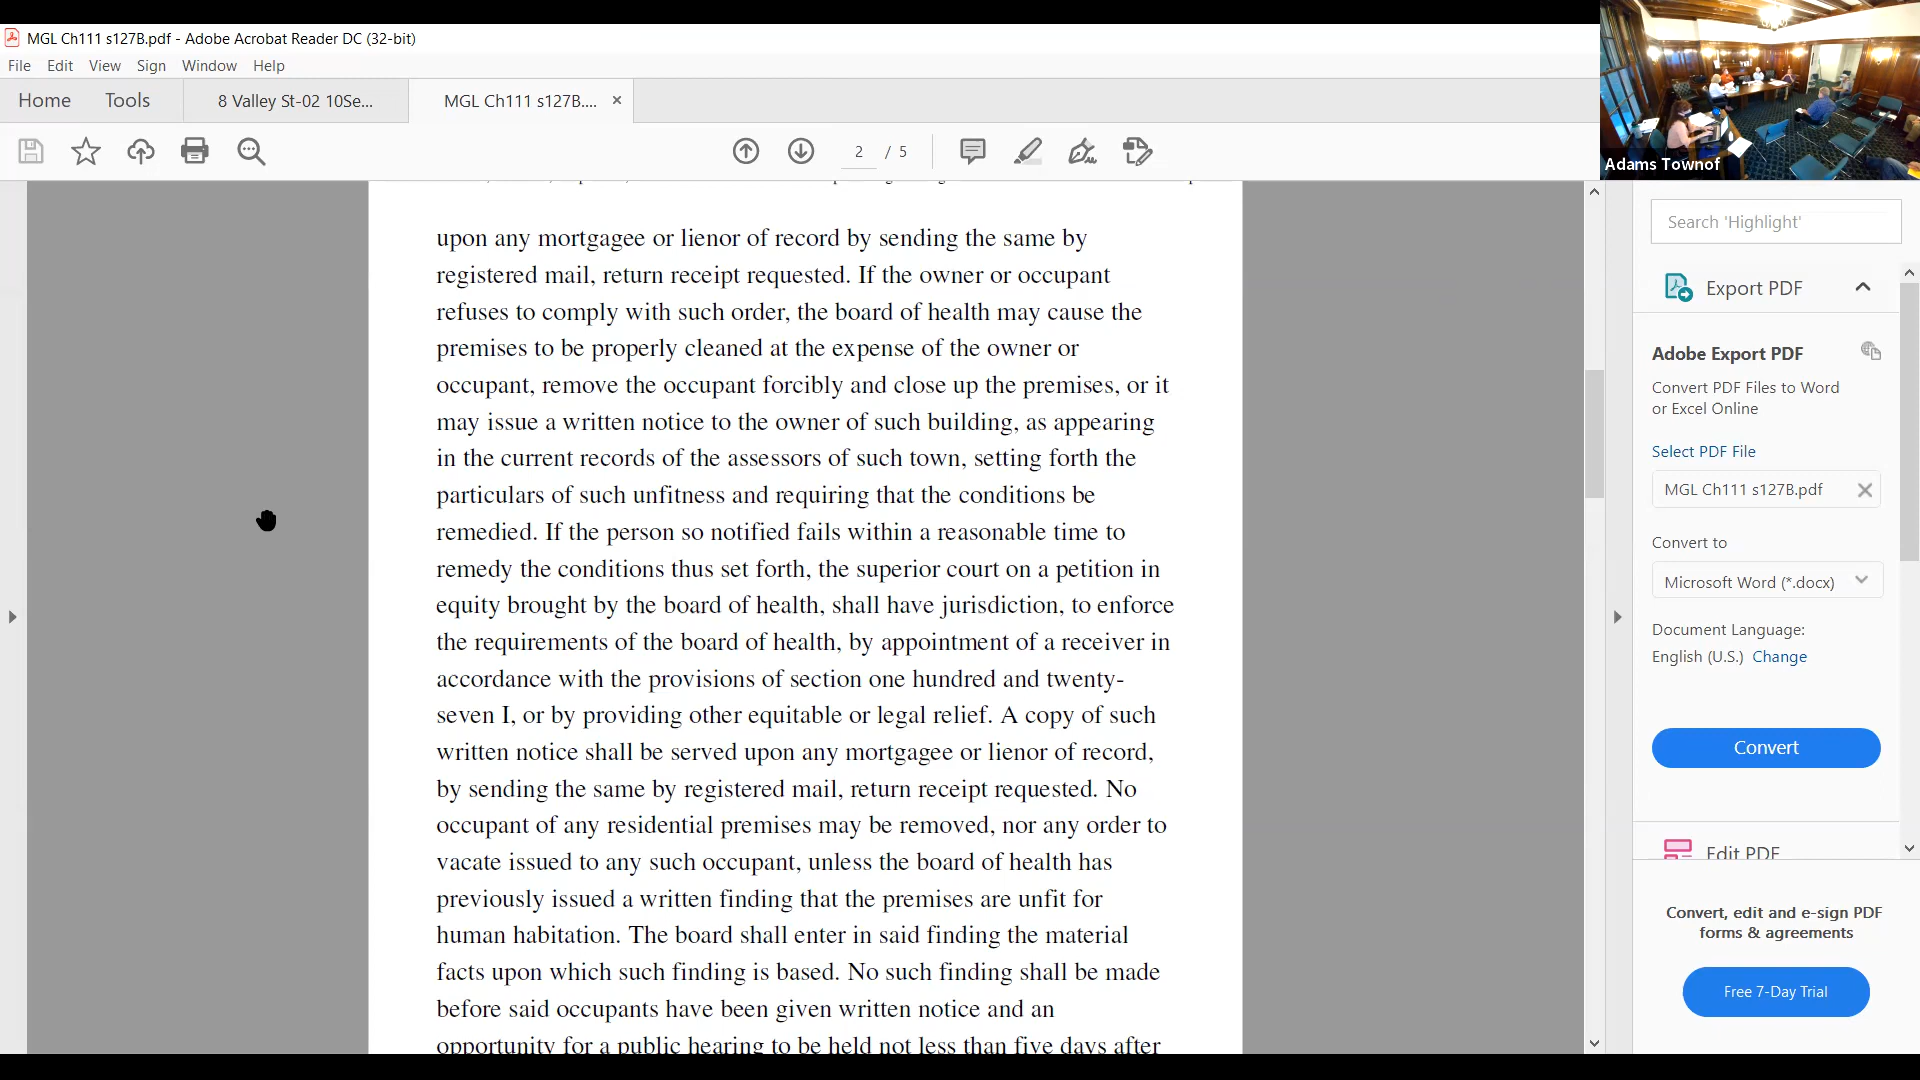 MGL Ch111 s127B.pdf - Adobe Acrobat Reader DC (32-bit)
File Edit View Sign Window Help
Home Tools 8 Valley St-02 10Se... MGL Ch111 s127B.... ×
2 / 5
Adams Townof
upon any mortgagee or lienor of record by sending the same by
registered mail, return receipt requested. If the owner or occupant
refuses to comply with such order, the board of health may cause the
premises to be properly cleaned at the expense of the owner or
occupant, remove the occupant forcibly and close up the premises, or it
may issue a written notice to the owner of such building, as appearing
in the current records of the assessors of such town, setting forth the
particulars of such unfitness and requiring that the conditions be
remedied. If the person so notified fails within a reasonable time to
remedy the conditions thus set forth, the superior court on a petition in
equity brought by the board of health, shall have jurisdiction, to enforce
the requirements of the board of health, by appointment of a receiver in
accordance with the provisions of section one hundred and twenty-
seven I, or by providing other equitable or legal relief. A copy of such
written notice shall be served upon any mortgagee or lienor of record,
by sending the same by registered mail, return receipt requested. No
occupant of any residential premises may be removed, nor any order to
vacate issued to any such occupant, unless the board of health has
previously issued a written finding that the premises are unfit for
human habitation. The board shall enter in said finding the material
facts upon which such finding is based. No such finding shall be made
before said occupants have been given written notice and an
opportunity for a public hearing to be held not less than five days after
Search 'Highlight'
Export PDF
Adobe Export PDF
Convert PDF Files to Word
or Excel Online
Select PDF File
MGL Ch111 s127B.pdf
Convert to
Microsoft Word (*.docx)
Document Language:
English (U.S.) Change
Convert
Edit PDF
Convert, edit and e-sign PDF
forms & agreements
Free 7-Day Trial